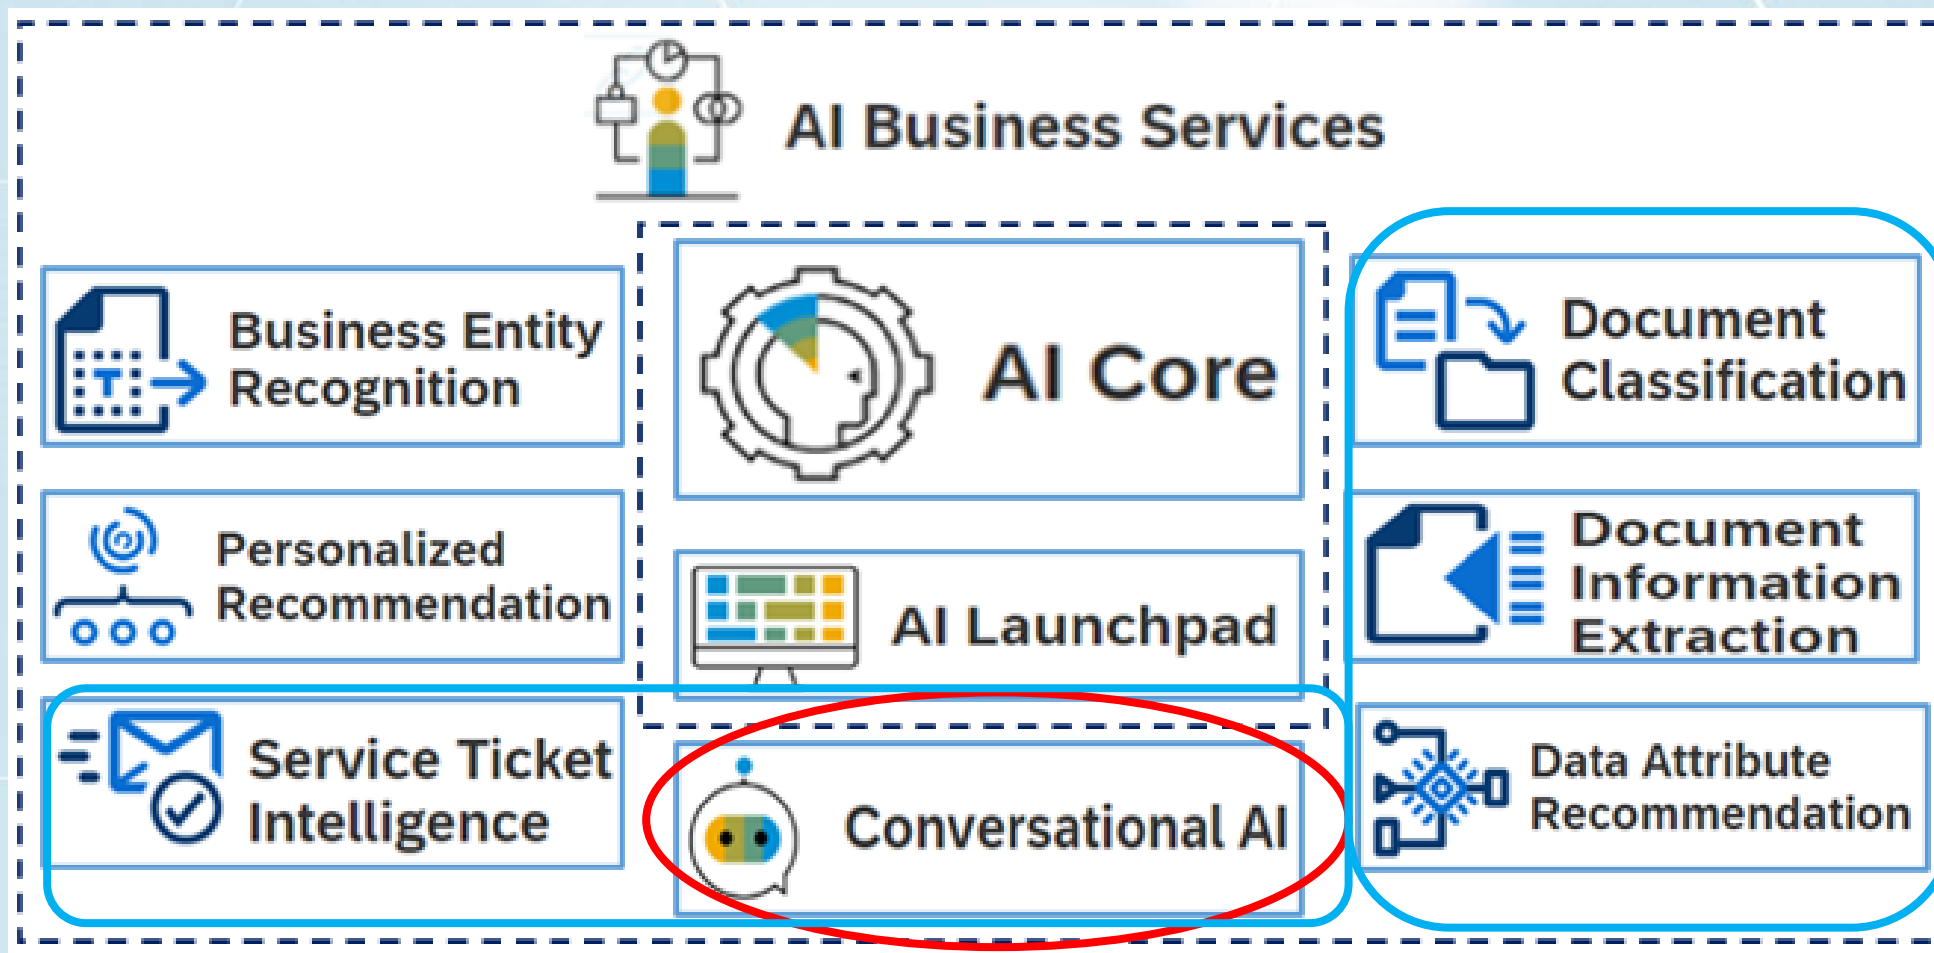 AI Business Services
Business Entity
Recognition
Personalized
Recommendation
Service Ticket
Intelligence
AI Core
AI Launchpad
Conversational AI
Document
Classification
Document
Information
Extraction
Data Attribute
Recommendation